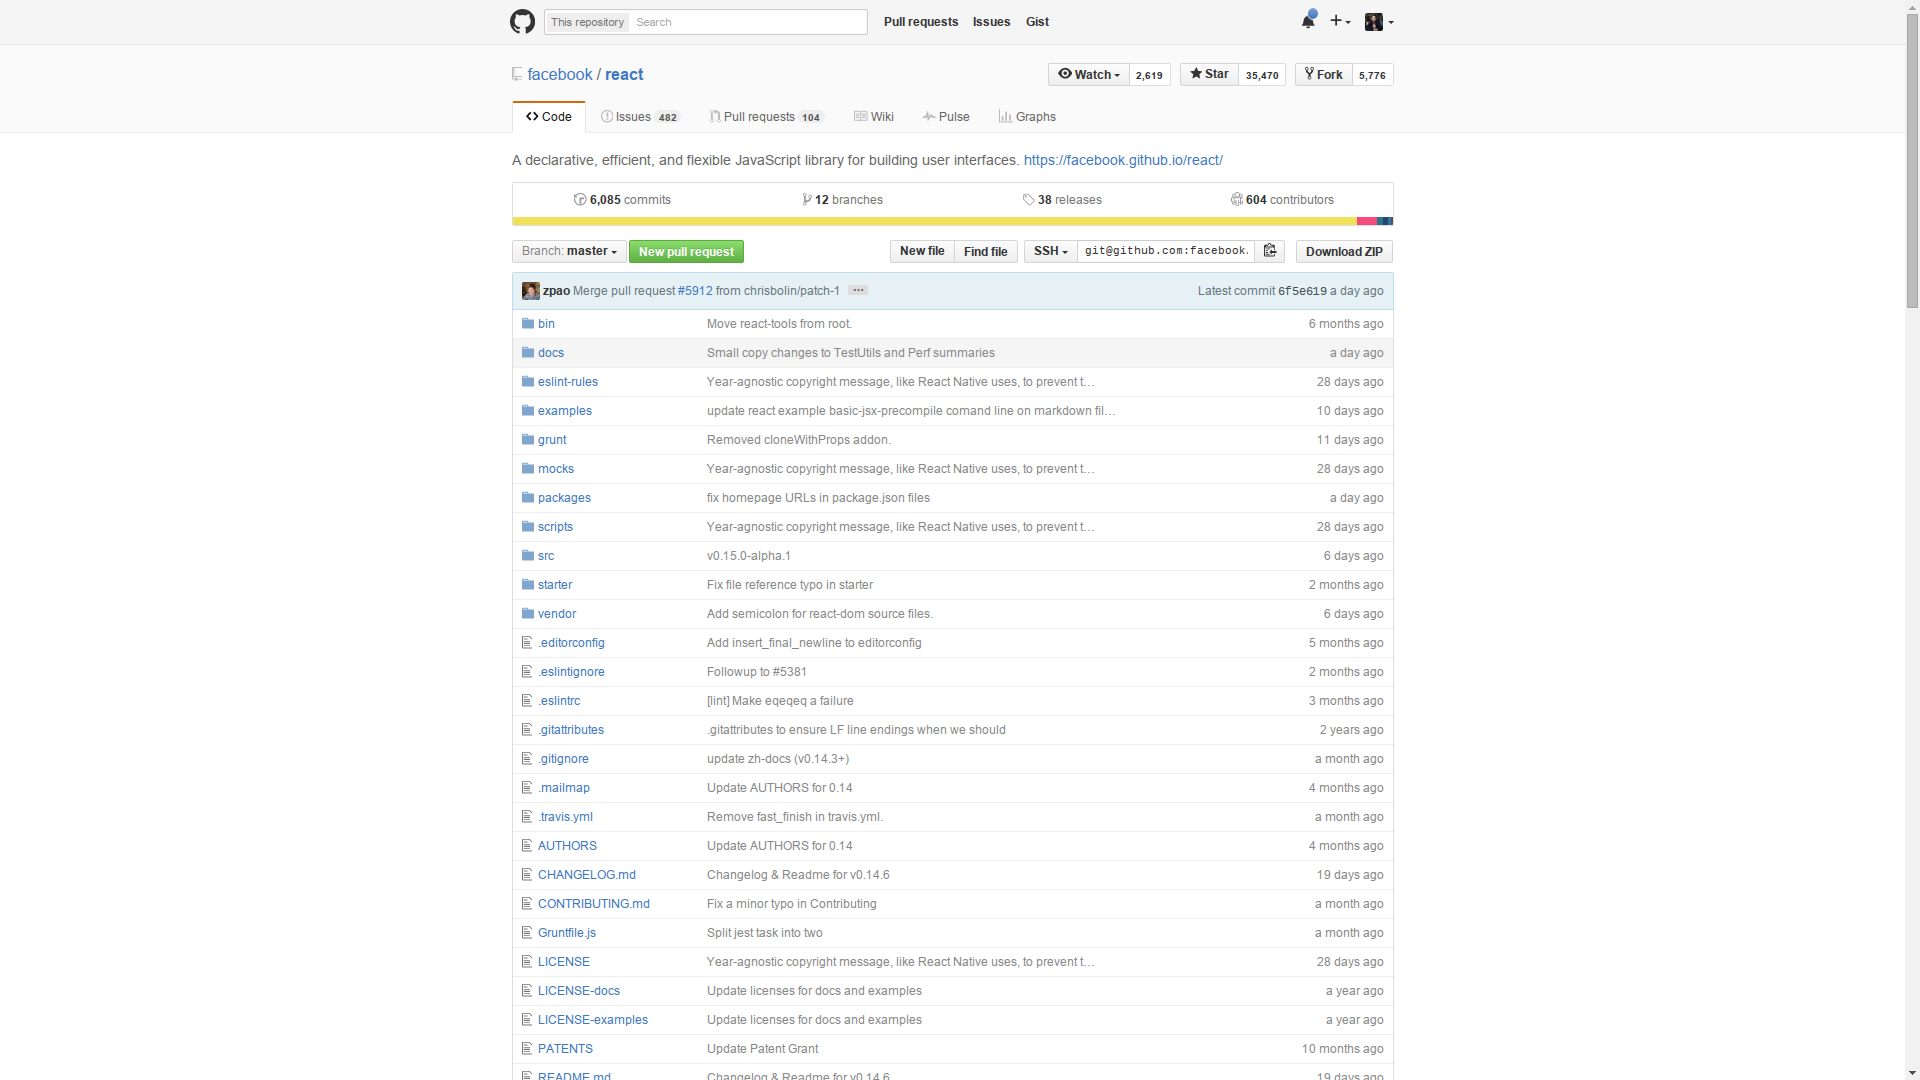 This repository Search Pull requests Issues Gist
facebook / react Watch 2,619 Star 35,470 Fork 5,776
Code Issues 482 Pull requests 104 Wiki Pulse Graphs
A declarative, efficient, and flexible JavaScript library for building user interfaces. https://facebook.github.io/react/
6,085 commits 12 branches 38 releases 604 contributors
Branch: master New pull request New file Find file SSH git@github.com:facebook. Download ZIP
zpao Merge pull request #5912 from chrisbolin/patch-1 ... Latest commit 6f5e619 a day ago
bin Move react-tools from root. 6 months ago
docs Small copy changes to TestUtils and Perf summaries a day ago
eslint-rules Year-agnostic copyright message, like React Native uses, to prevent t… 28 days ago
examples update react example basic-jsx-precompile comand line on markdown fil… 10 days ago
grunt Removed cloneWithProps addon. 11 days ago
mocks Year-agnostic copyright message, like React Native uses, to prevent t… 28 days ago
packages fix homepage URLs in package.json files a day ago
scripts Year-agnostic copyright message, like React Native uses, to prevent t… 28 days ago
src v0.15.0-alpha.1 6 days ago
starter Fix file reference typo in starter 2 months ago
vendor Add semicolon for react-dom source files. 6 days ago
.editorconfig Add insert_final_newline to editorconfig 5 months ago
.eslintignore Followup to #5381 2 months ago
.eslintrc [lint] Make eqeqeq a failure 3 months ago
.gitattributes .gitattributes to ensure LF line endings when we should 2 years ago
.gitignore update zh-docs (v0.14.3+) a month ago
.mailmap Update AUTHORS for 0.14 4 months ago
.travis.yml Remove fast_finish in travis.yml. a month ago
AUTHORS Update AUTHORS for 0.14 4 months ago
CHANGELOG.md Changelog & Readme for v0.14.6 19 days ago
CONTRIBUTING.md Fix a minor typo in Contributing a month ago
Gruntfile.js Split jest task into two a month ago
LICENSE Year-agnostic copyright message, like React Native uses, to prevent t… 28 days ago
LICENSE-docs Update licenses for docs and examples a year ago
LICENSE-examples Update licenses for docs and examples a year ago
PATENTS Update Patent Grant 10 months ago
README.md Changelog & Readme for v0.14.6 19 days ago